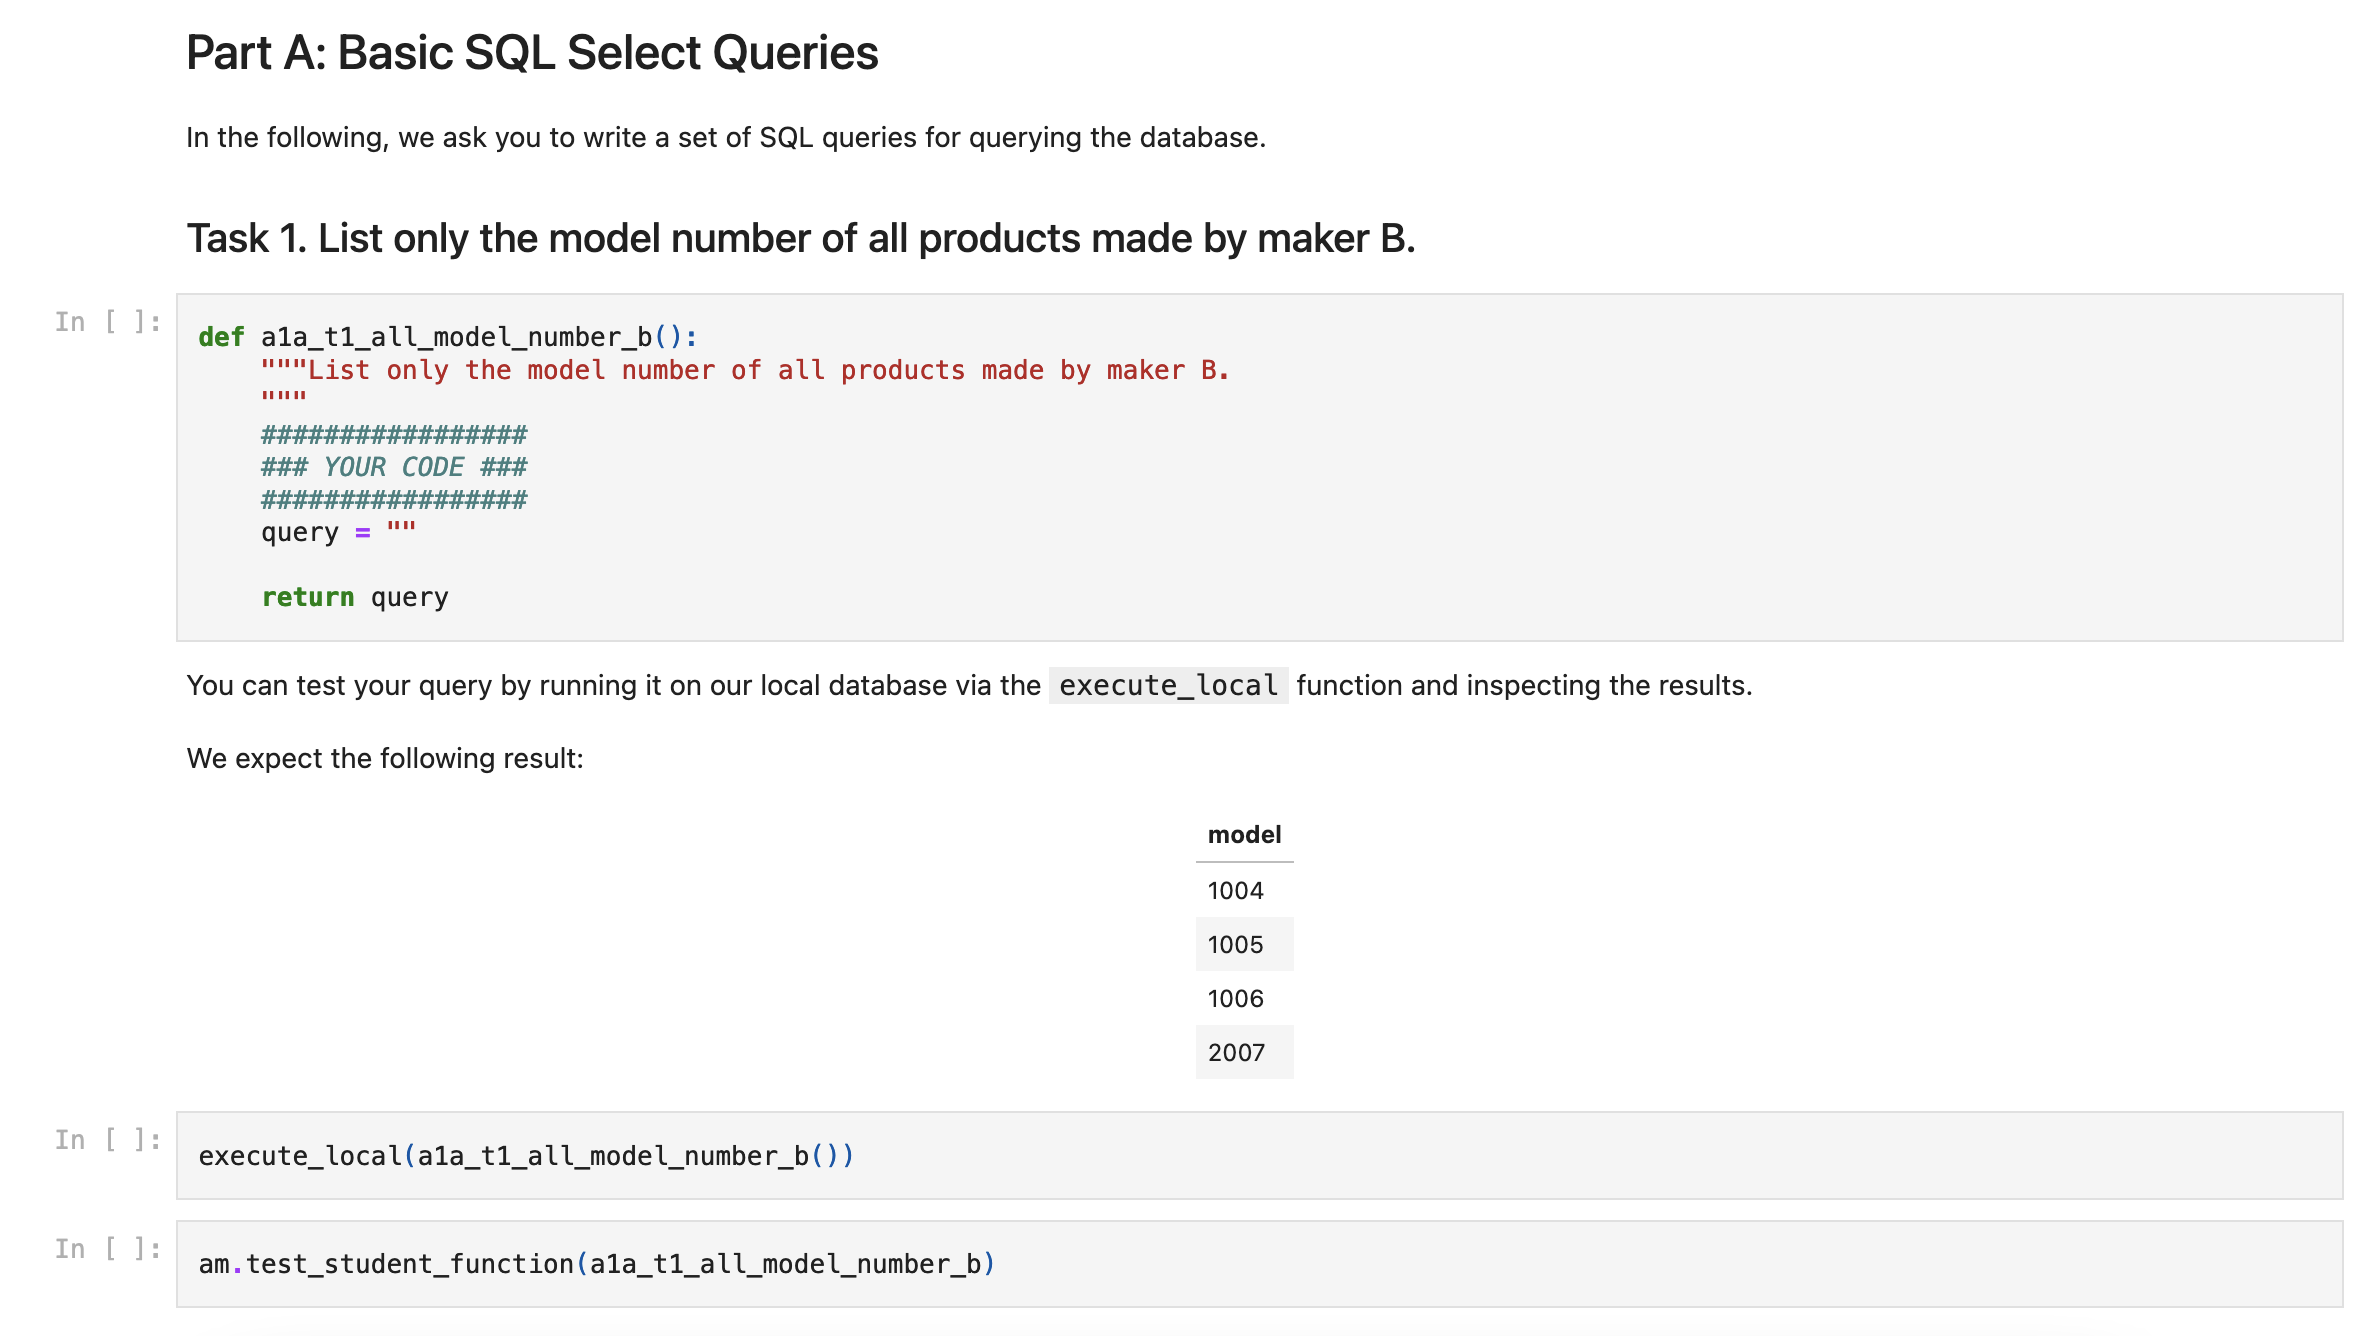 Part A: Basic SQL Select Queries
In the following, we ask you to write a set of SQL queries for querying the database.
Task 1. List only the model number of all products made by maker B.
In [ ]:
def a1a_t1_all_model_number_b():
    """List only the model number of all products made by maker B.
    """
    #################
    ### YOUR CODE ###
    #################
    query = ""
    return query
You can test your query by running it on our local database via the execute_local function and inspecting the results.
We expect the following result:
model
1004
1005
1006
2007
In [ ]:
execute_local(a1a_t1_all_model_number_b())
In [ ]:
am.test_student_function(a1a_t1_all_model_number_b)